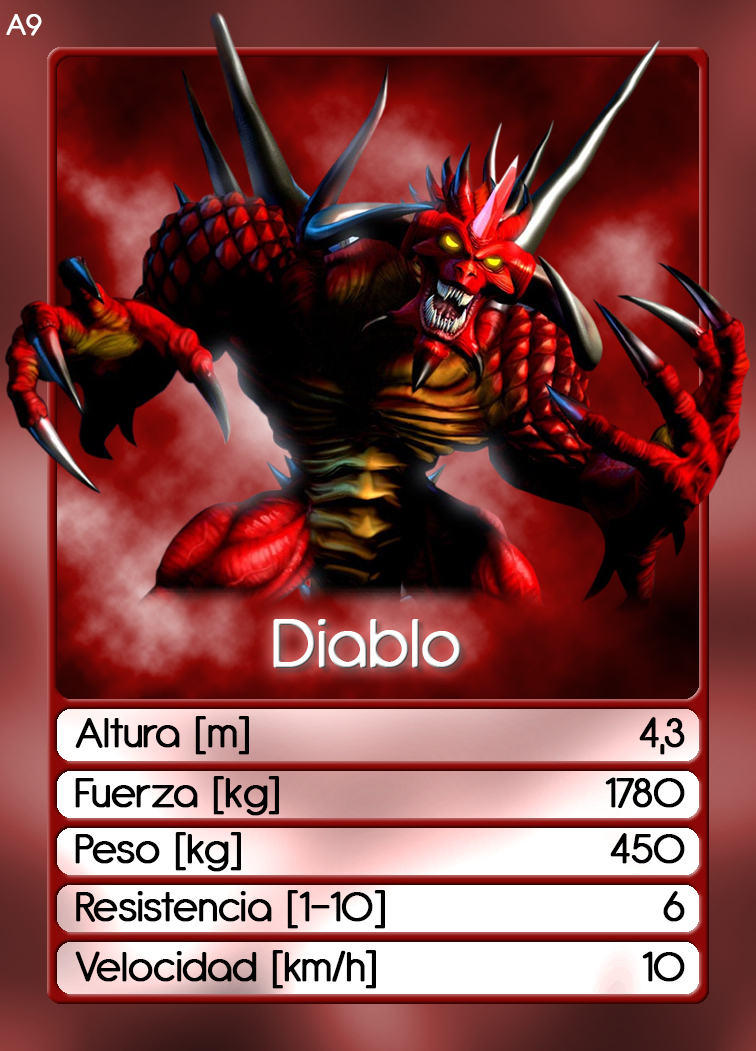 A9
Diablo
Altura [m] 4,3
Fuerza [kg] 1780
Peso [kg] 450
Resistencia [1-10] 6
Velocidad [km/h] 10